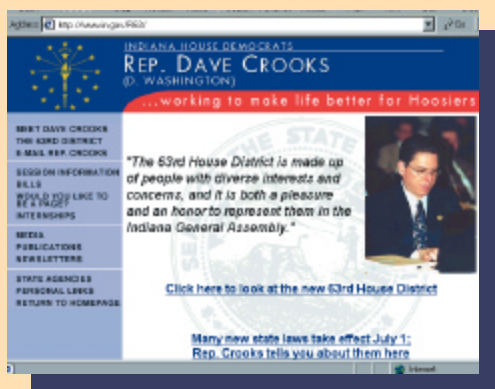 Address http://www.in.gov/R63/
Go
INDIANA HOUSE DEMOCRATS
REP. DAVE CROOKS
(D. WASHINGTON)
...working to make life better for Hoosiers
MEET DAVE CROOKS
THE 63RD DISTRICT
E-MAIL REP. CROOKS
SESSION INFORMATION
BILLS
WOULD YOU LIKE TO
BE A PAGE?
INTERNSHIPS
MEDIA
PUBLICATIONS
NEWSLETTERS
STATE AGENCIES
PERSONAL LINKS
RETURN TO HOMEPAGE
"The 63rd House District is made up
of people with diverse interests and
concerns, and it is both a pleasure
and an honor to represent them in the
Indiana General Assembly."
Click here to look at the new 63rd House District
Many new state laws take effect July 1:
Rep. Crooks tells you about them here
Internet